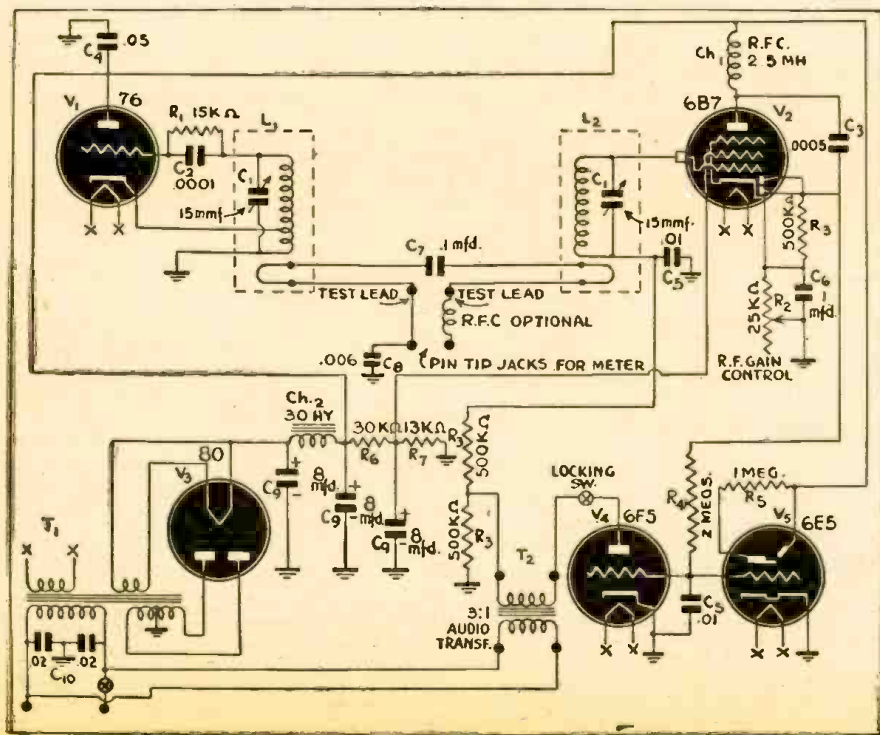 C4 .05
V1 76
R1 15KΩ
C2
.0001
L1
C1
15mmf.
L2
C1
15mmf.
.01
C5
Ch1
R.F.C.
2.5 MH
6B7
V2
C3
.0005
500KΩ
R3
C6
1
mfd.
R2
25KΩ
R.F. GAIN
CONTROL
C7 .1 mfd.
TEST LEAD
TEST LEAD
R.F.C OPTIONAL
.006
C8
PIN TIP JACKS FOR METER
Ch.2
30 HY
30KΩ 13KΩ
R6 R7
R3
500KΩ
500KΩ
R3
80
V3
C9
+
-
8
mfd.
C9
+
-
8
mfd.
C9
+
-
8
mfd.
T1
X X
.02 .02
C10
T2
3:1
AUDIO
TRANSF.
LOCKING
SW.
V4 6F5
R4
2 MEGS.
C5
.01
1 MEG.
R5
V5
6E5
X X
X X
X X
X X